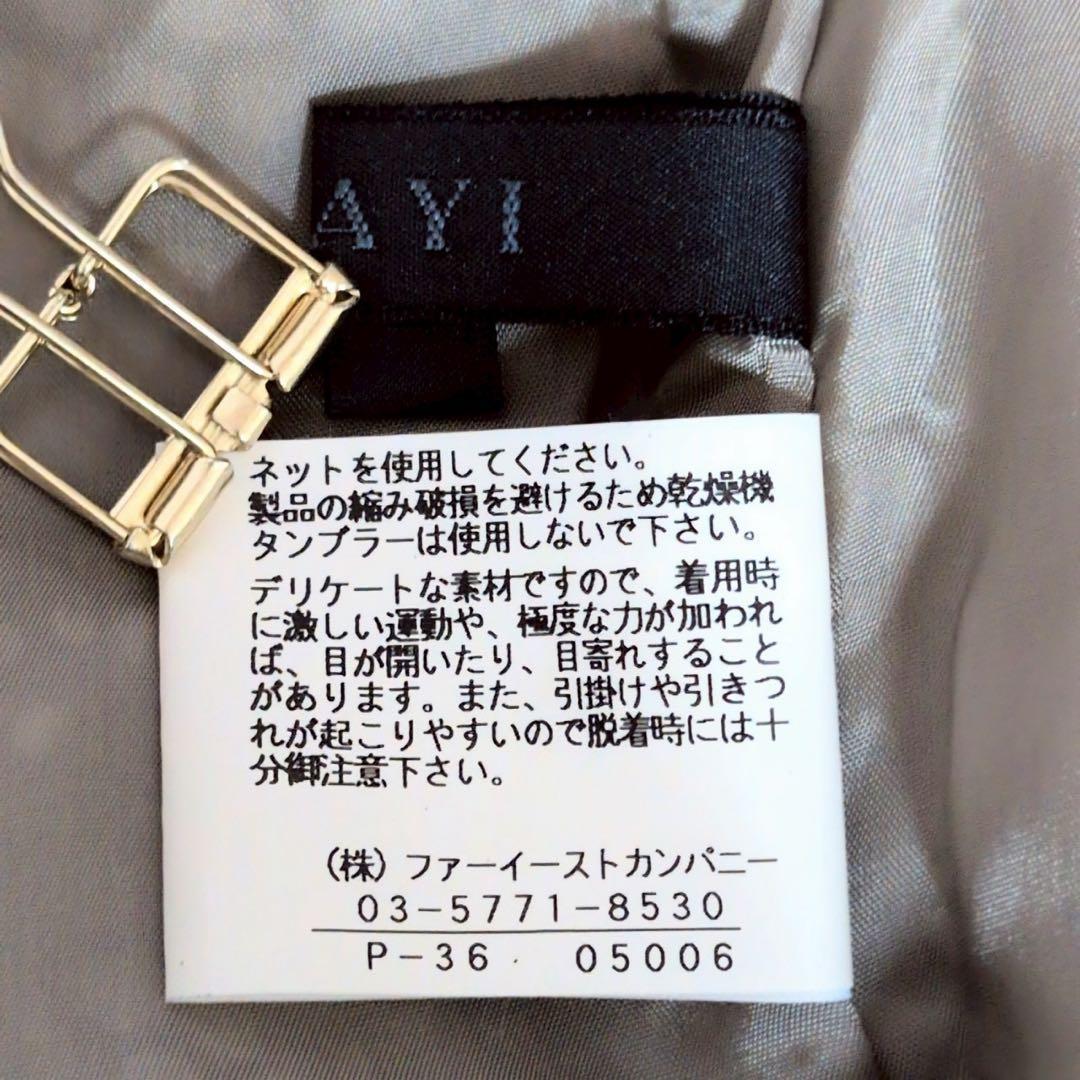 AYI
ネットを使用してください。
製品の縮み破損を避けるため乾燥機
タンブラーは使用しないで下さい。
デリケートな素材ですので、着用時
に激しい運動や、極度な力が加われ
ば、目が開いたり、目寄れすること
があります。また、引掛けや引きつ
れが起こりやすいので脱着時には十
分御注意下さい。
(株)ファーイーストカンパニー
03-5771-8530
P-36 05006